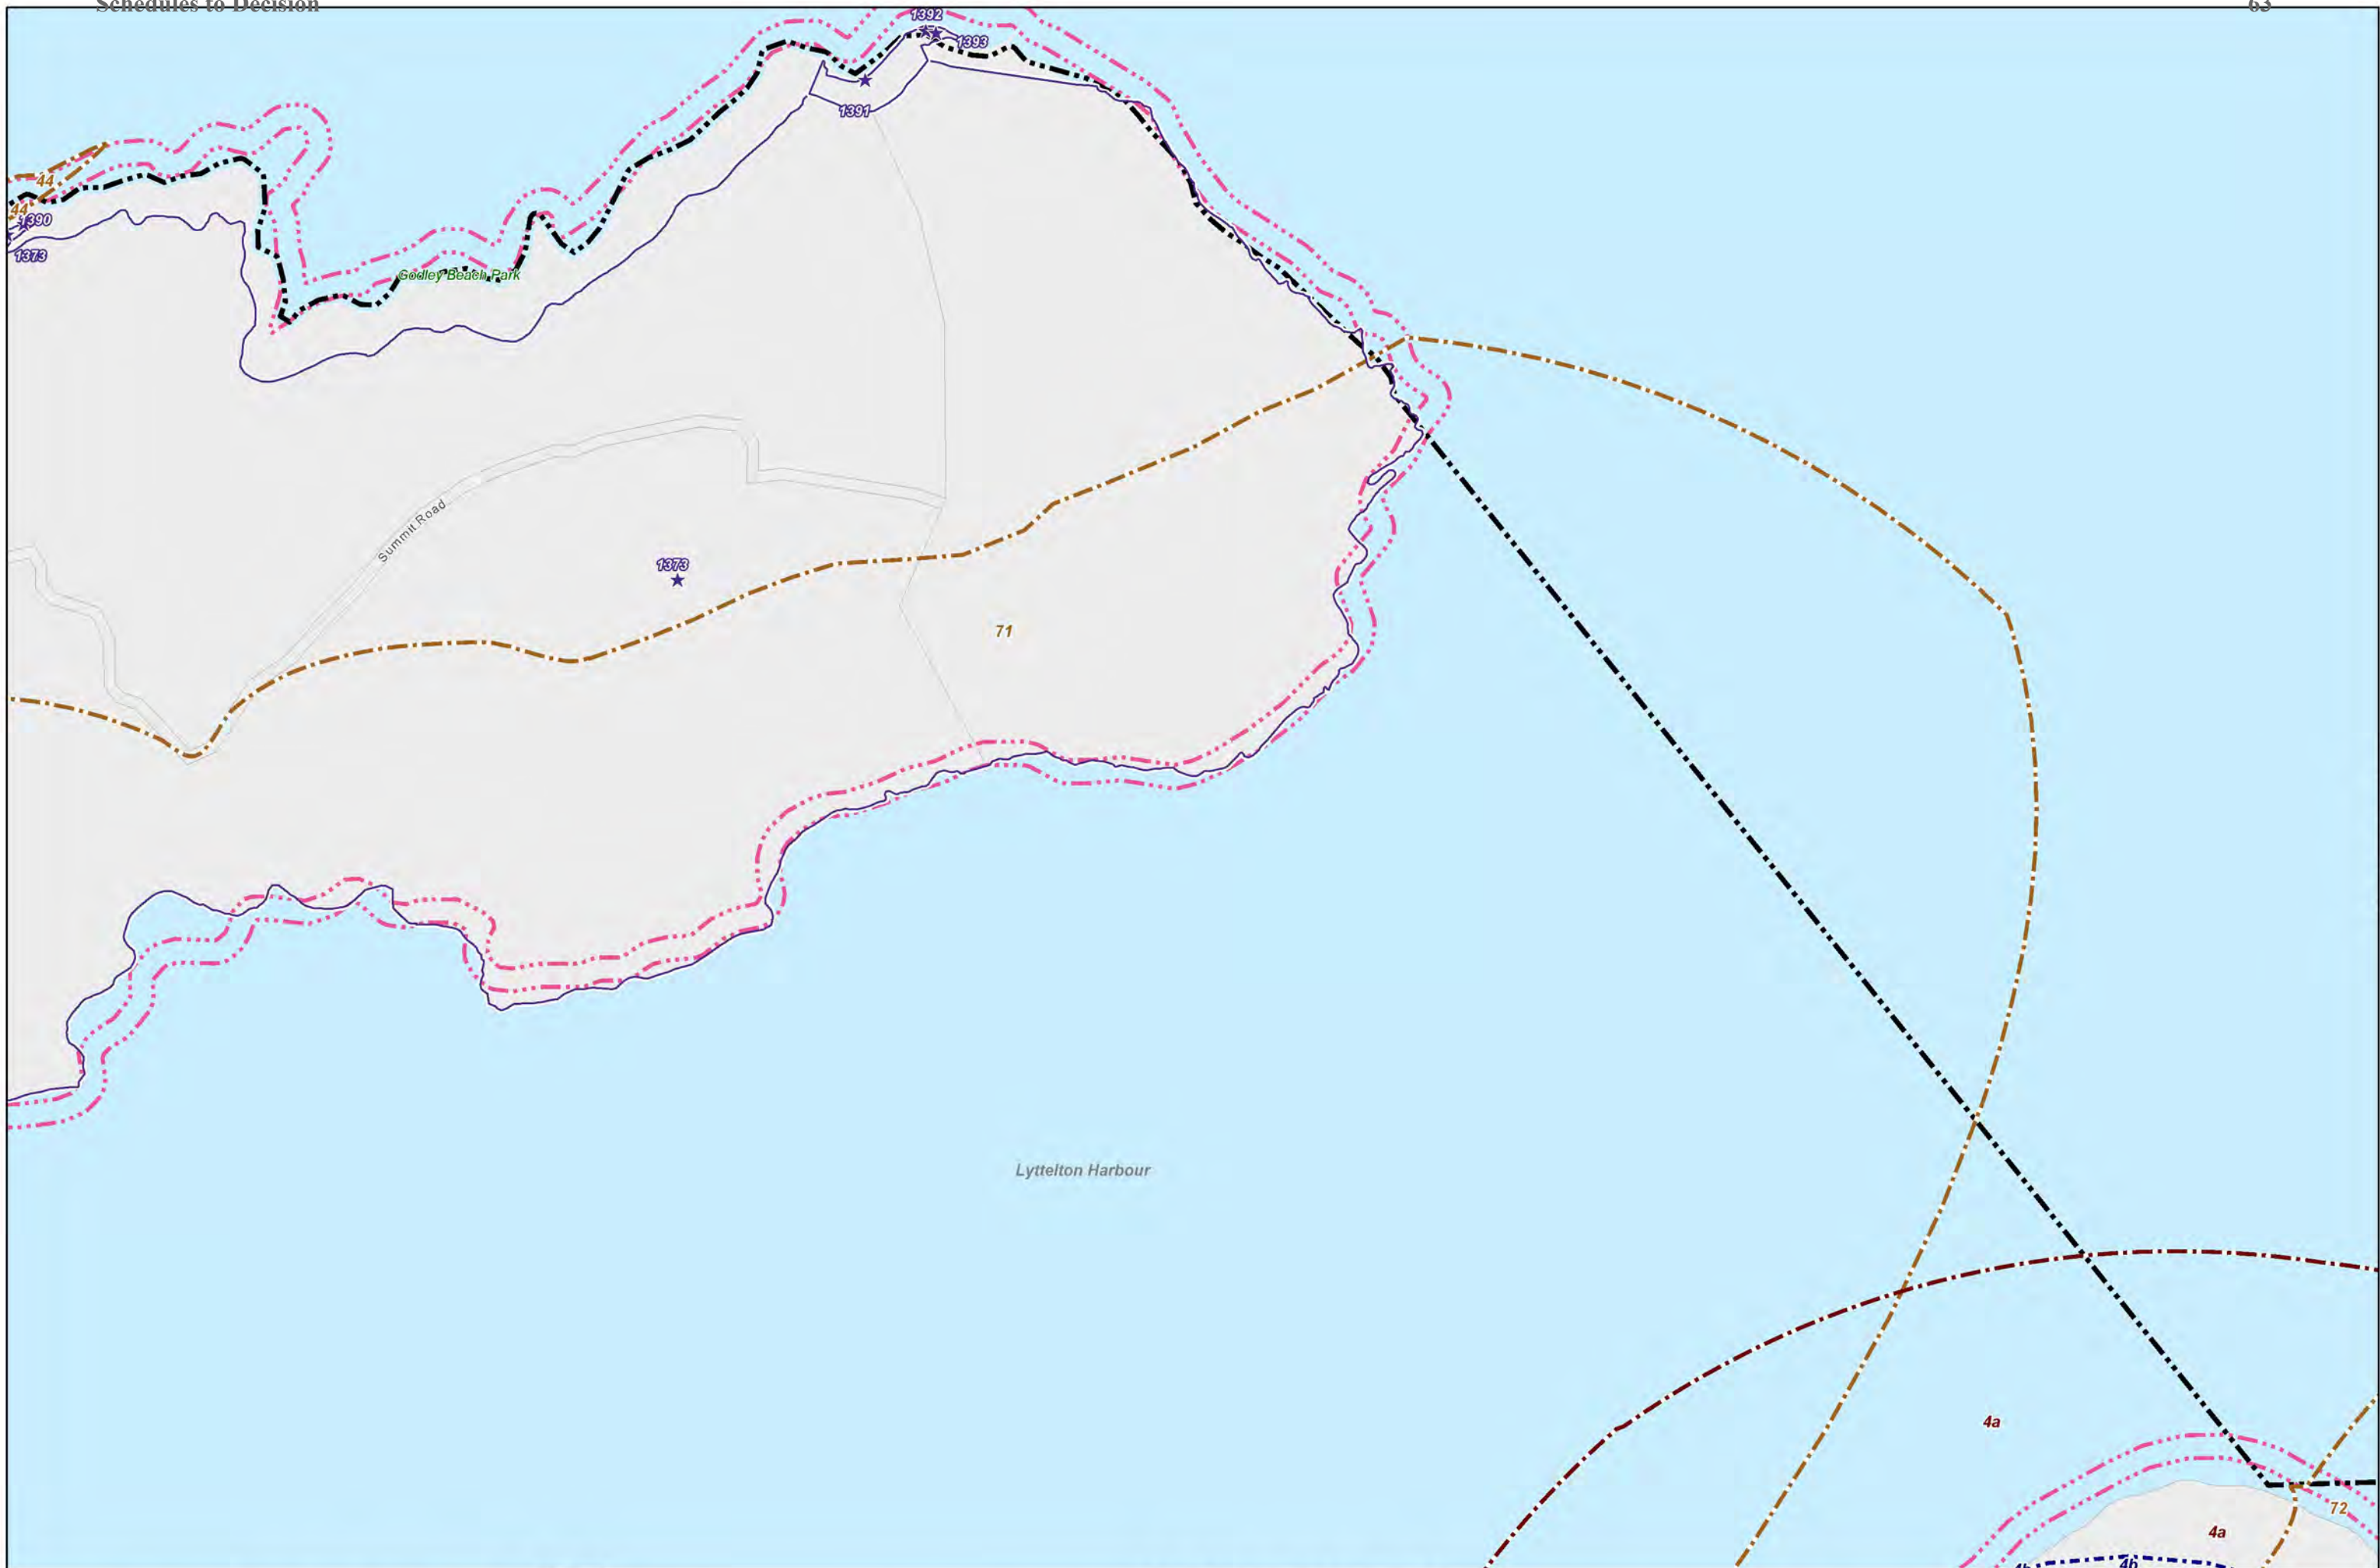 Schedules to Decision
63
1392
1393
1391
44
44
1390
1373
Godley Beach Park
Summit Road
1373
71
Lyttelton Harbour
4a
72
4a
4b
4b